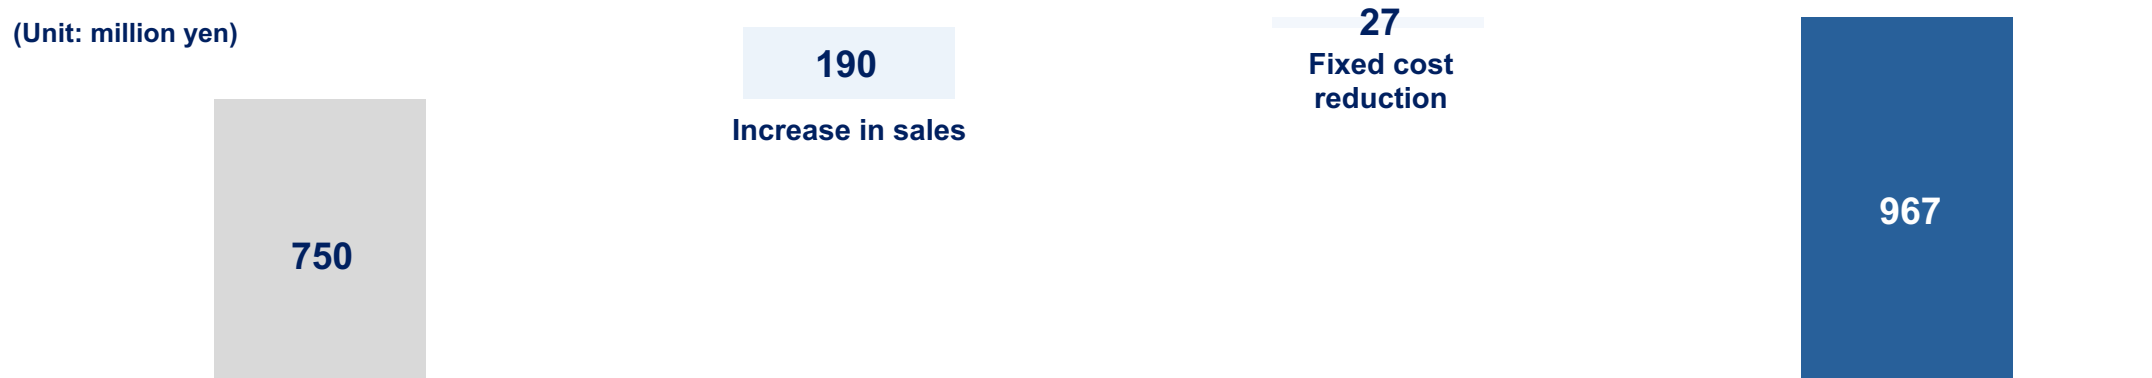 (Unit: million yen)
750
190
Increase in sales
27
Fixed cost
reduction
967